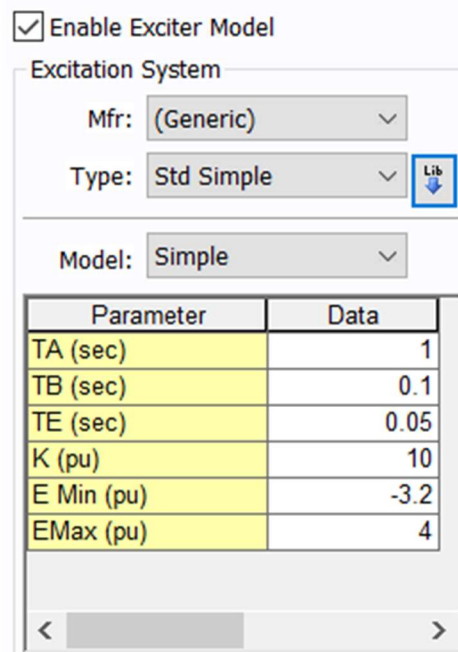 Enable Exciter Model
Excitation System
Mfr: (Generic)
Type: Std Simple Lib
Model: Simple
Parameter Data
TA (sec) 1
TB (sec) 0.1
TE (sec) 0.05
K (pu) 10
E Min (pu) -3.2
EMax (pu) 4